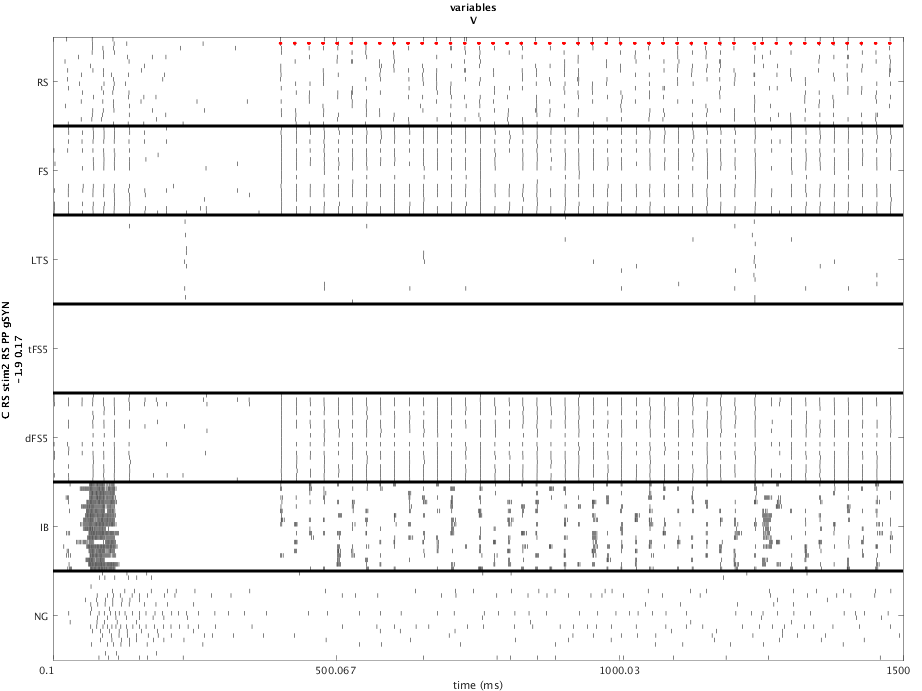 variables
V
RS
FS
LTS
tFS5
dFS5
IB
NG
C RS stim2 RS PP gSYN
-1.9 0.17
0.1
500.067
1000.03
1500
time (ms)